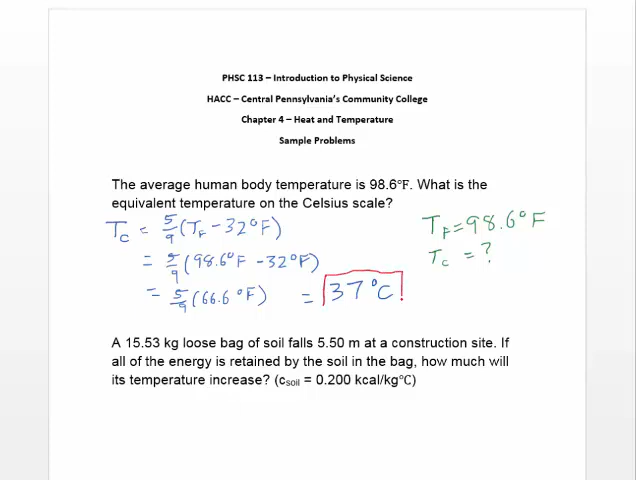 PHSC 113 – Introduction to Physical Science
HACC – Central Pennsylvania's Community College
Chapter 4 – Heat and Temperature
Sample Problems
The average human body temperature is 98.6°F. What is the
equivalent temperature on the Celsius scale?
T_C = 5/9 (T_F - 32°F)
= 5/9 (98.6°F - 32°F)
= 5/9 (66.6°F) = 37°C
T_F = 98.6°F
T_C = ?
A 15.53 kg loose bag of soil falls 5.50 m at a construction site. If
all of the energy is retained by the soil in the bag, how much will
its temperature increase? (c_soil = 0.200 kcal/kg°C)